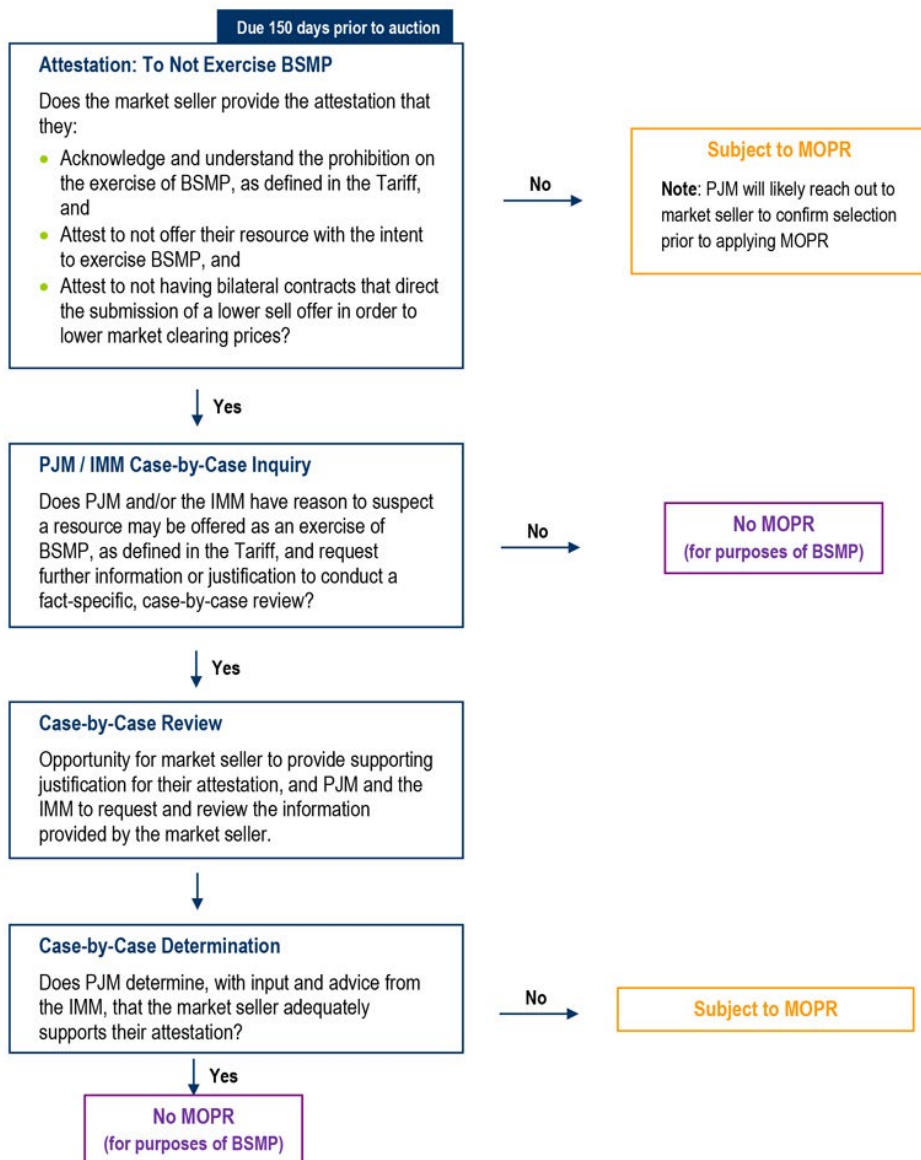 Due 150 days prior to auction
Attestation: To Not Exercise BSMP
Does the market seller provide the attestation that
they:
• Acknowledge and understand the prohibition on
the exercise of BSMP, as defined in the Tariff,
and
• Attest to not offer their resource with the intent
to exercise BSMP, and
• Attest to not having bilateral contracts that direct
the submission of a lower sell offer in order to
lower market clearing prices?
No
Subject to MOPR
Note: PJM will likely reach out to
market seller to confirm selection
prior to applying MOPR
Yes
PJM / IMM Case-by-Case Inquiry
Does PJM and/or the IMM have reason to suspect
a resource may be offered as an exercise of
BSMP, as defined in the Tariff, and request
further information or justification to conduct a
fact-specific, case-by-case review?
No
No MOPR
(for purposes of BSMP)
Yes
Case-by-Case Review
Opportunity for market seller to provide supporting
justification for their attestation, and PJM and the
IMM to request and review the information
provided by the market seller.
Case-by-Case Determination
Does PJM determine, with input and advice from
the IMM, that the market seller adequately
supports their attestation?
No
Subject to MOPR
Yes
No MOPR
(for purposes of BSMP)